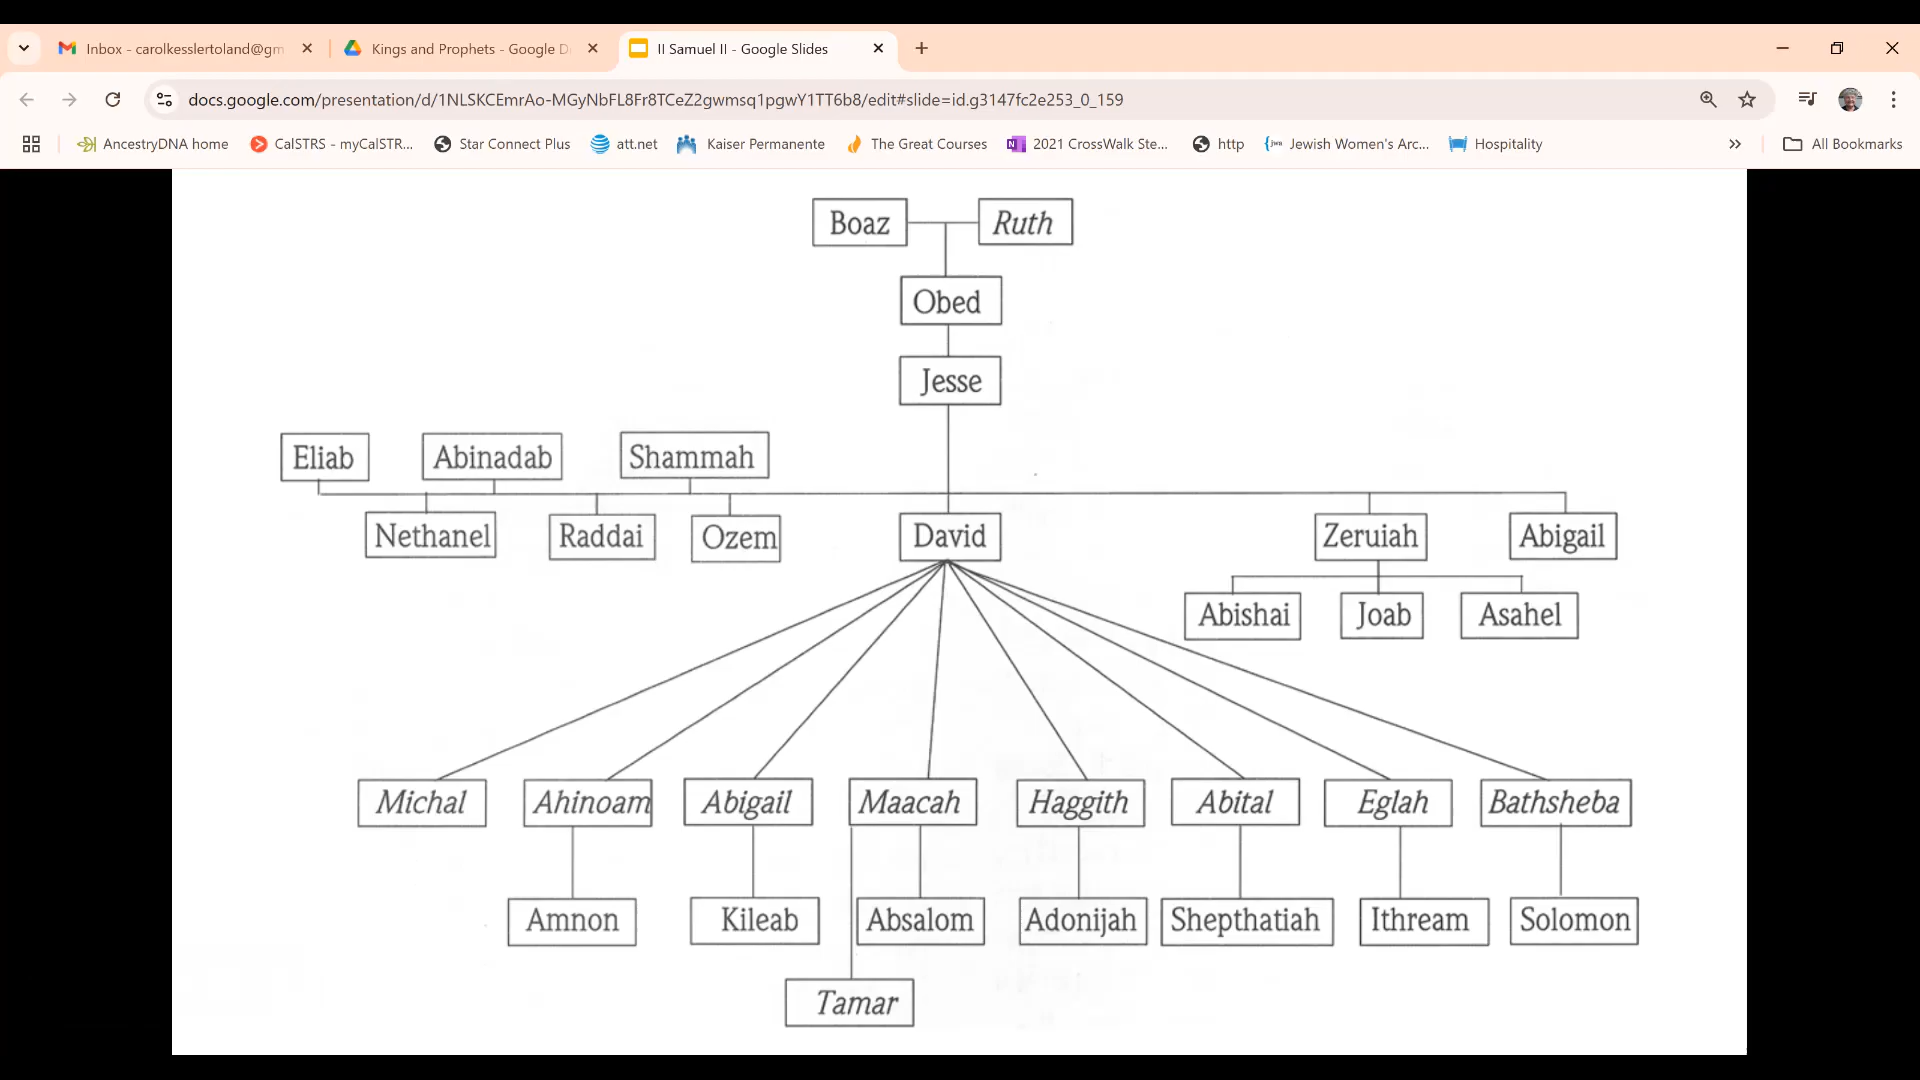 Inbox - carolkesslertoland@gm
Kings and Prophets - Google D
II Samuel II - Google Slides
docs.google.com/presentation/d/1NLSKCEmrAo-MGyNbFL8Fr8TCeZ2gwmsq1pgwY1TT6b8/edit#slide=id.g3147fc2e253_0_159
AncestryDNA home
CalSTRS - myCalSTR...
Star Connect Plus
att.net
Kaiser Permanente
The Great Courses
2021 CrossWalk Ste...
http
Jewish Women's Arc...
Hospitality
All Bookmarks
Boaz Ruth
Obed
Jesse
Eliab Abinadab Shammah
Nethanel Raddai Ozem David Zeruiah Abigail
Abishai Joab Asahel
Michal Ahinoam Abigail Maacah Haggith Abital Eglah Bathsheba
Amnon Kileab Absalom Adonijah Shepthatiah Ithream Solomon
Tamar